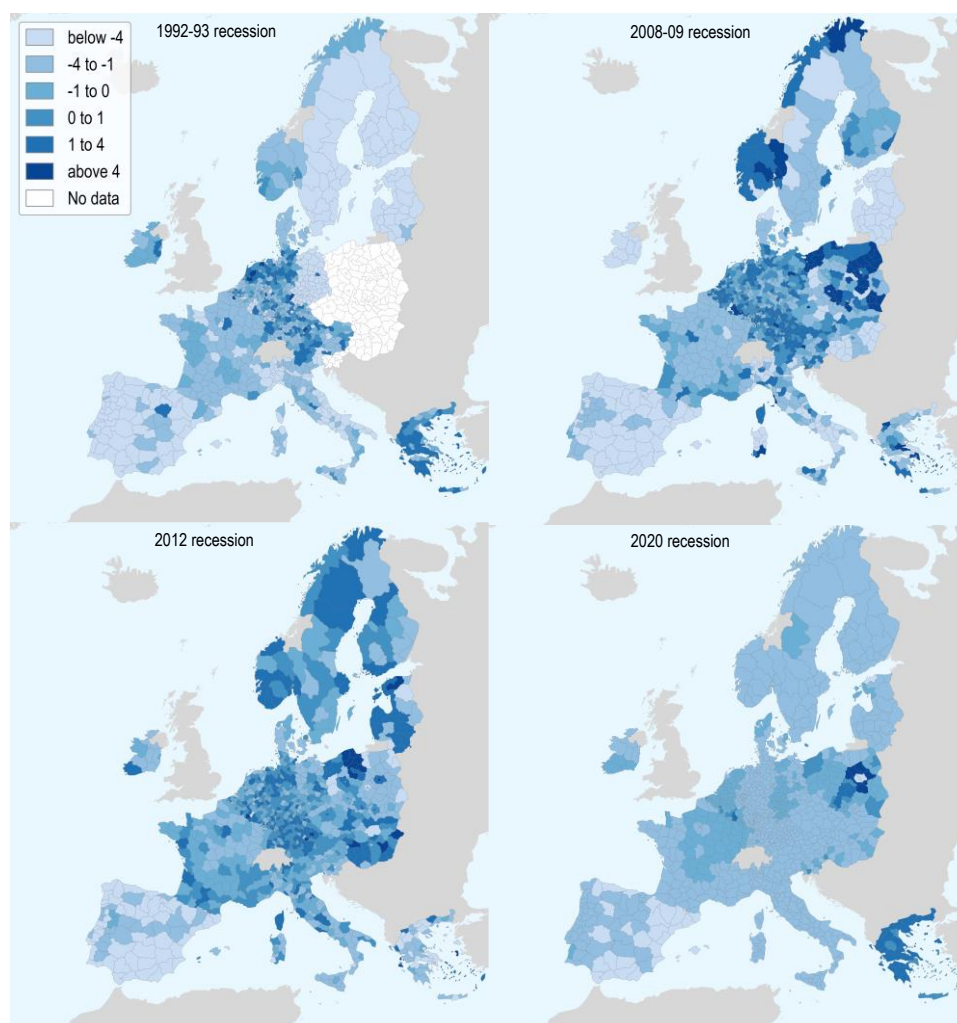 below -4
-4 to -1
-1 to 0
0 to 1
1 to 4
above 4
No data
1992-93 recession
2008-09 recession
2012 recession
2020 recession